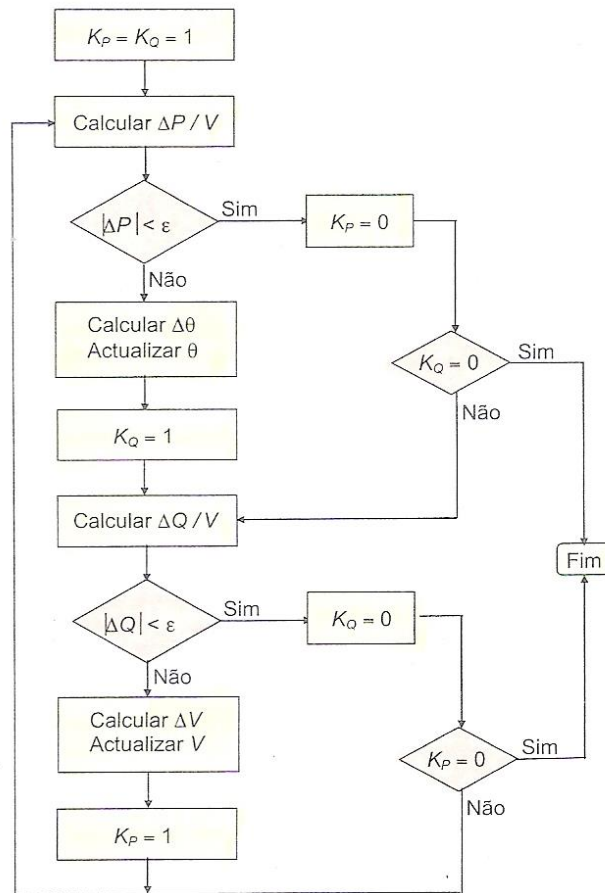 K_P = K_Q = 1
Calcular ΔP / V
|ΔP| < ε
Sim
K_P = 0
Não
Calcular Δθ
Actualizar θ
K_Q = 0
Sim
Não
K_Q = 1
Calcular ΔQ / V
Fim
|ΔQ| < ε
Sim
K_Q = 0
Não
Calcular ΔV
Actualizar V
K_P = 0
Sim
Não
K_P = 1